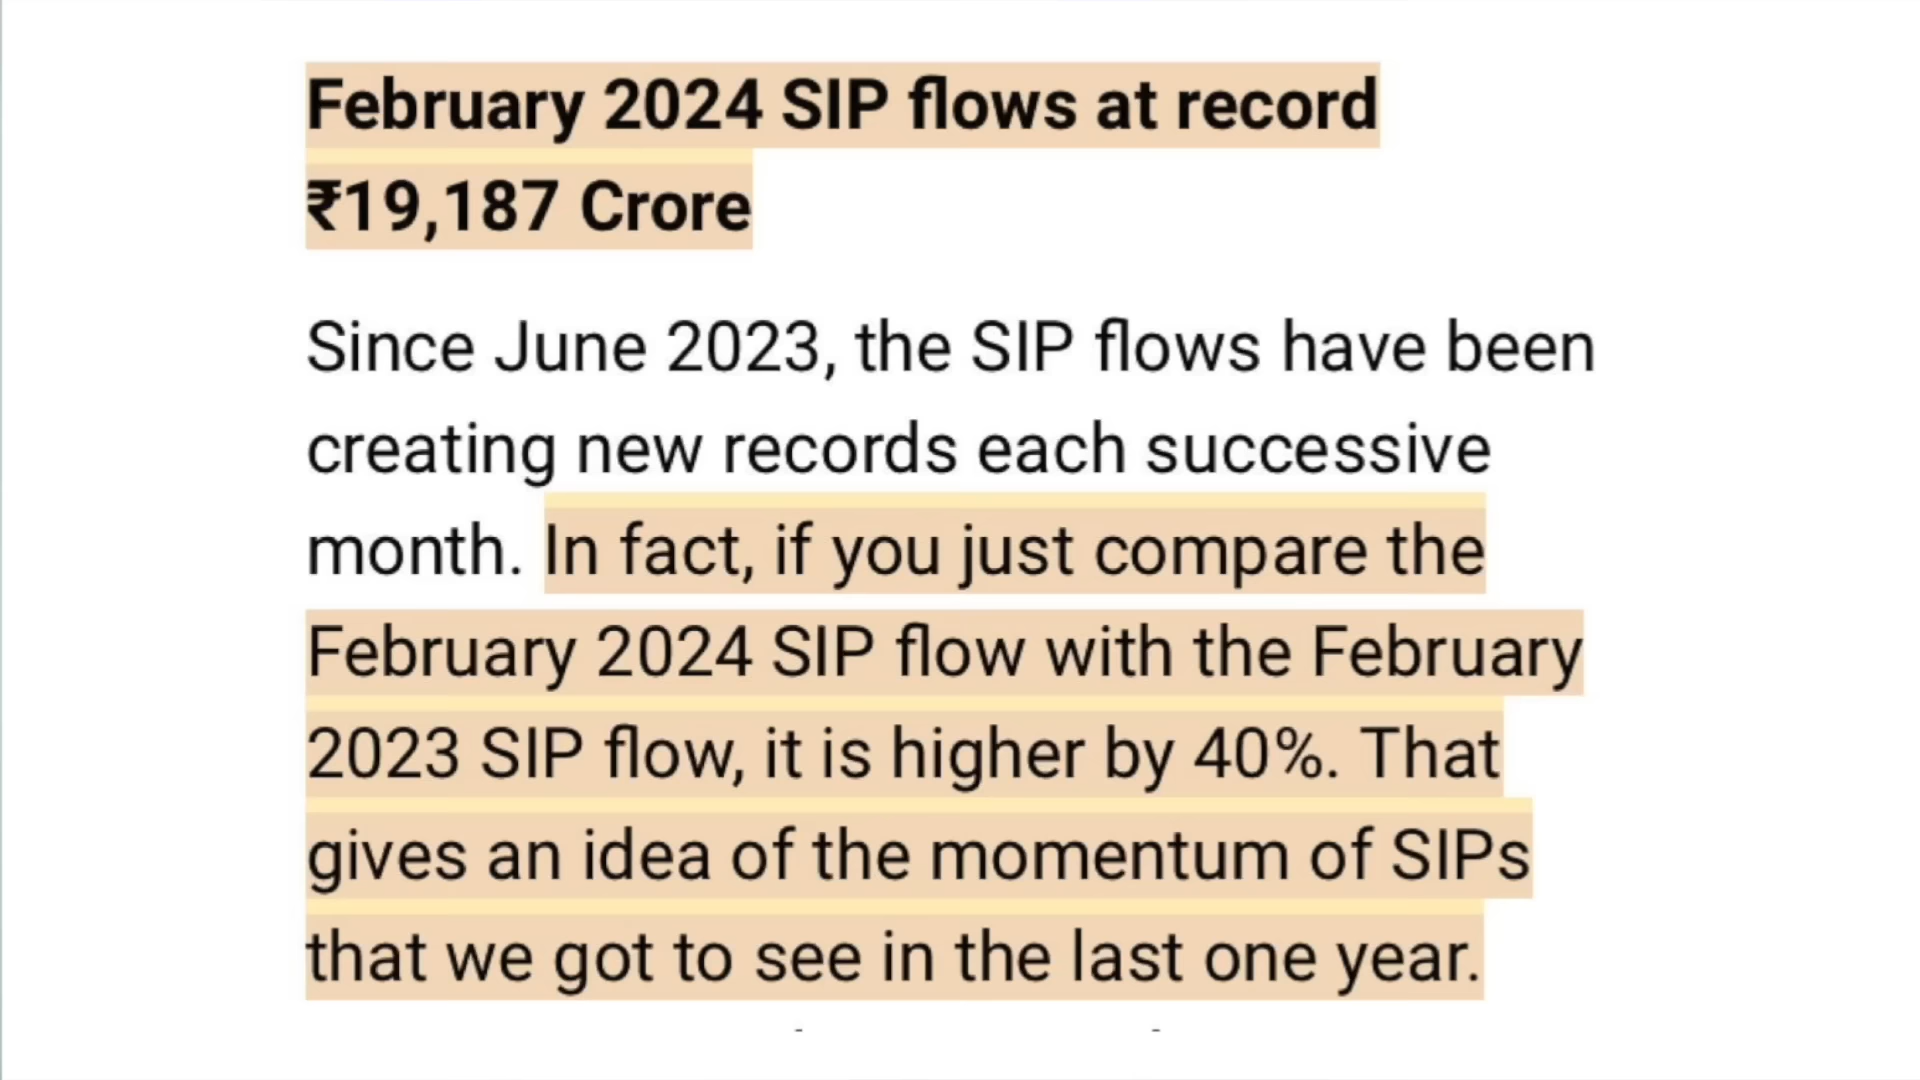 February 2024 SIP flows at record
₹19,187 Crore
Since June 2023, the SIP flows have been
creating new records each successive
month. In fact, if you just compare the
February 2024 SIP flow with the February
2023 SIP flow, it is higher by 40%. That
gives an idea of the momentum of SIPs
that we got to see in the last one year.